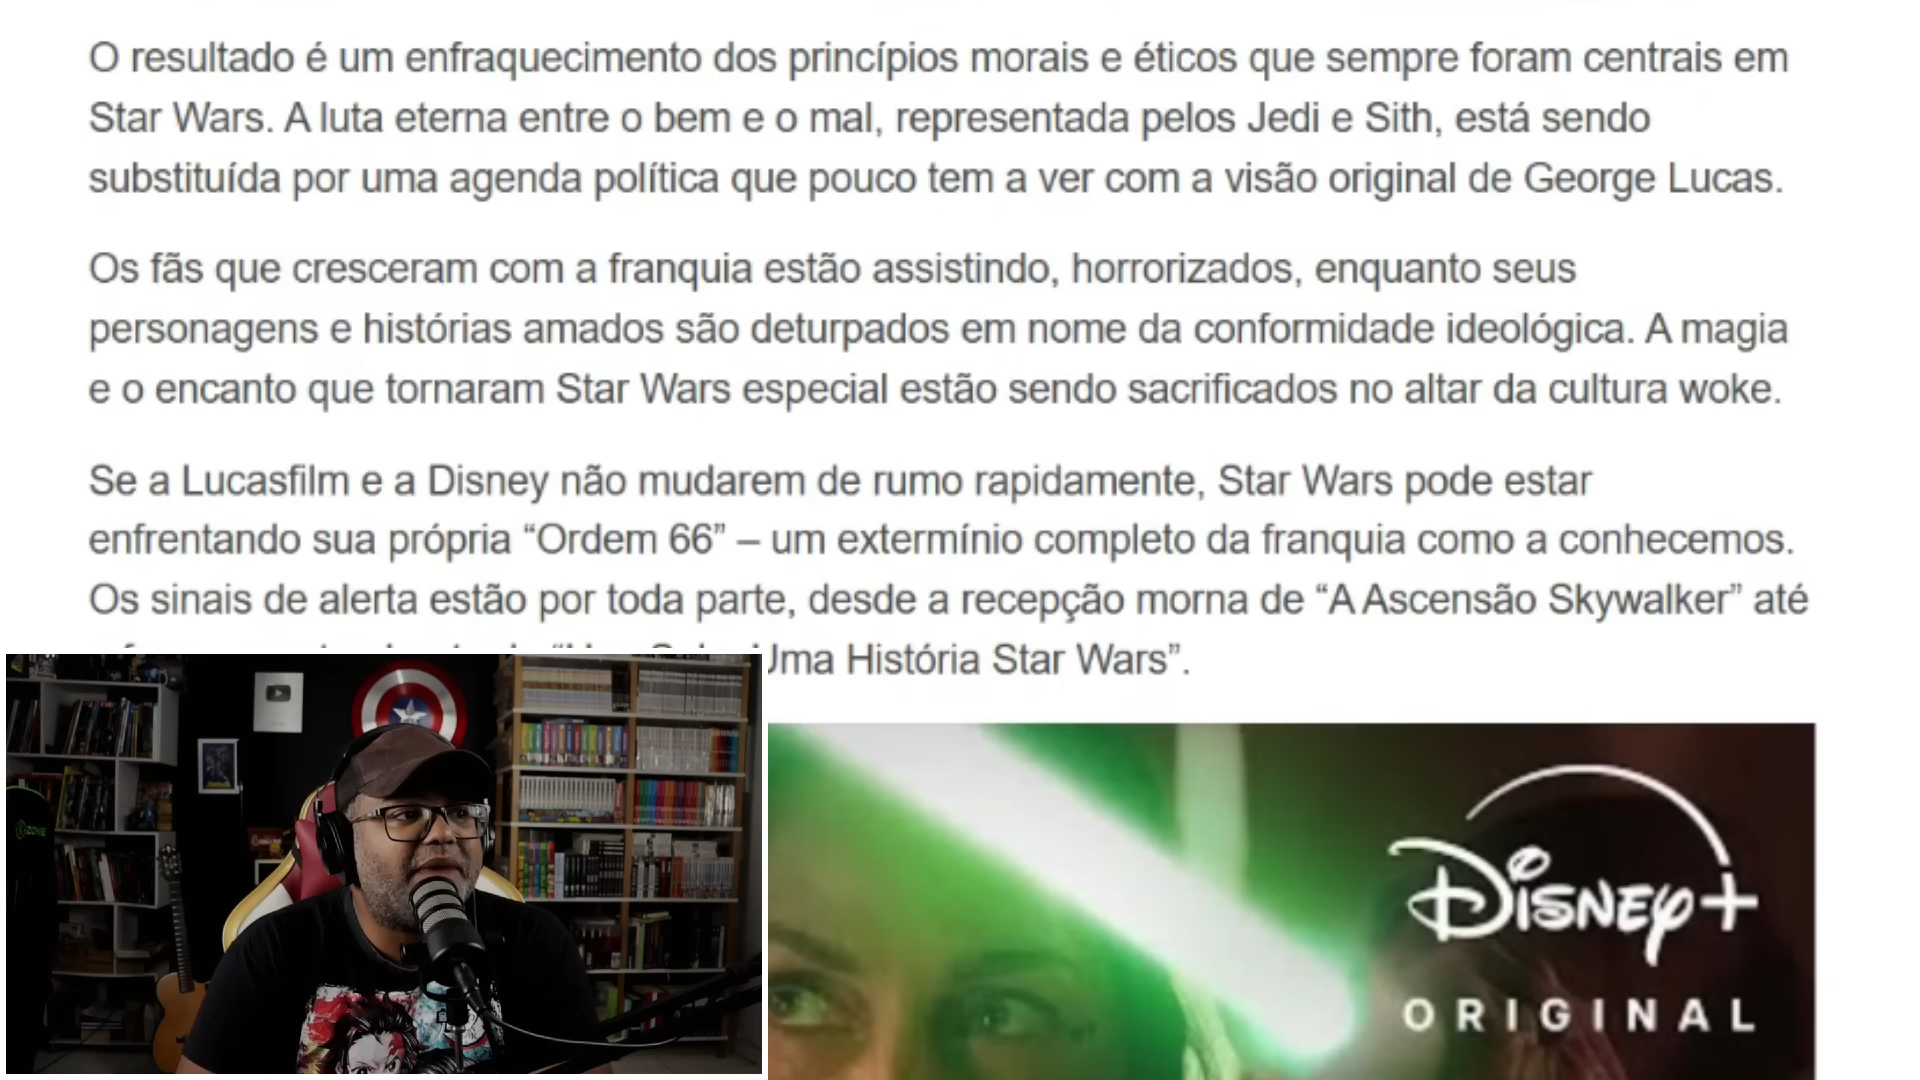 O resultado é um enfraquecimento dos princípios morais e éticos que sempre foram centrais em
Star Wars. A luta eterna entre o bem e o mal, representada pelos Jedi e Sith, está sendo
substituída por uma agenda política que pouco tem a ver com a visão original de George Lucas.
Os fãs que cresceram com a franquia estão assistindo, horrorizados, enquanto seus
personagens e histórias amados são deturpados em nome da conformidade ideológica. A magia
e o encanto que tornaram Star Wars especial estão sendo sacrificados no altar da cultura woke.
Se a Lucasfilm e a Disney não mudarem de rumo rapidamente, Star Wars pode estar
enfrentando sua própria “Ordem 66” – um extermínio completo da franquia como a conhecemos.
Os sinais de alerta estão por toda parte, desde a recepção morna de “A Ascensão Skywalker” até
Uma História Star Wars”.
Disney+
ORIGINAL